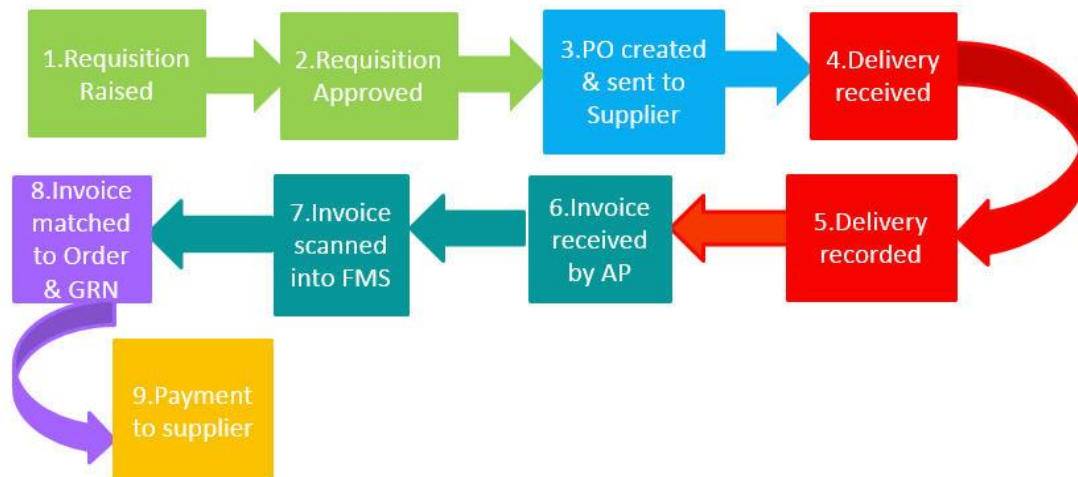 1.Requisition
Raised
2.Requisition
Approved
3.PO created
& sent to
Supplier
4.Delivery
received
5.Delivery
recorded
6.Invoice
received
by AP
7.Invoice
scanned
into FMS
8.Invoice
matched
to Order
& GRN
9.Payment
to supplier